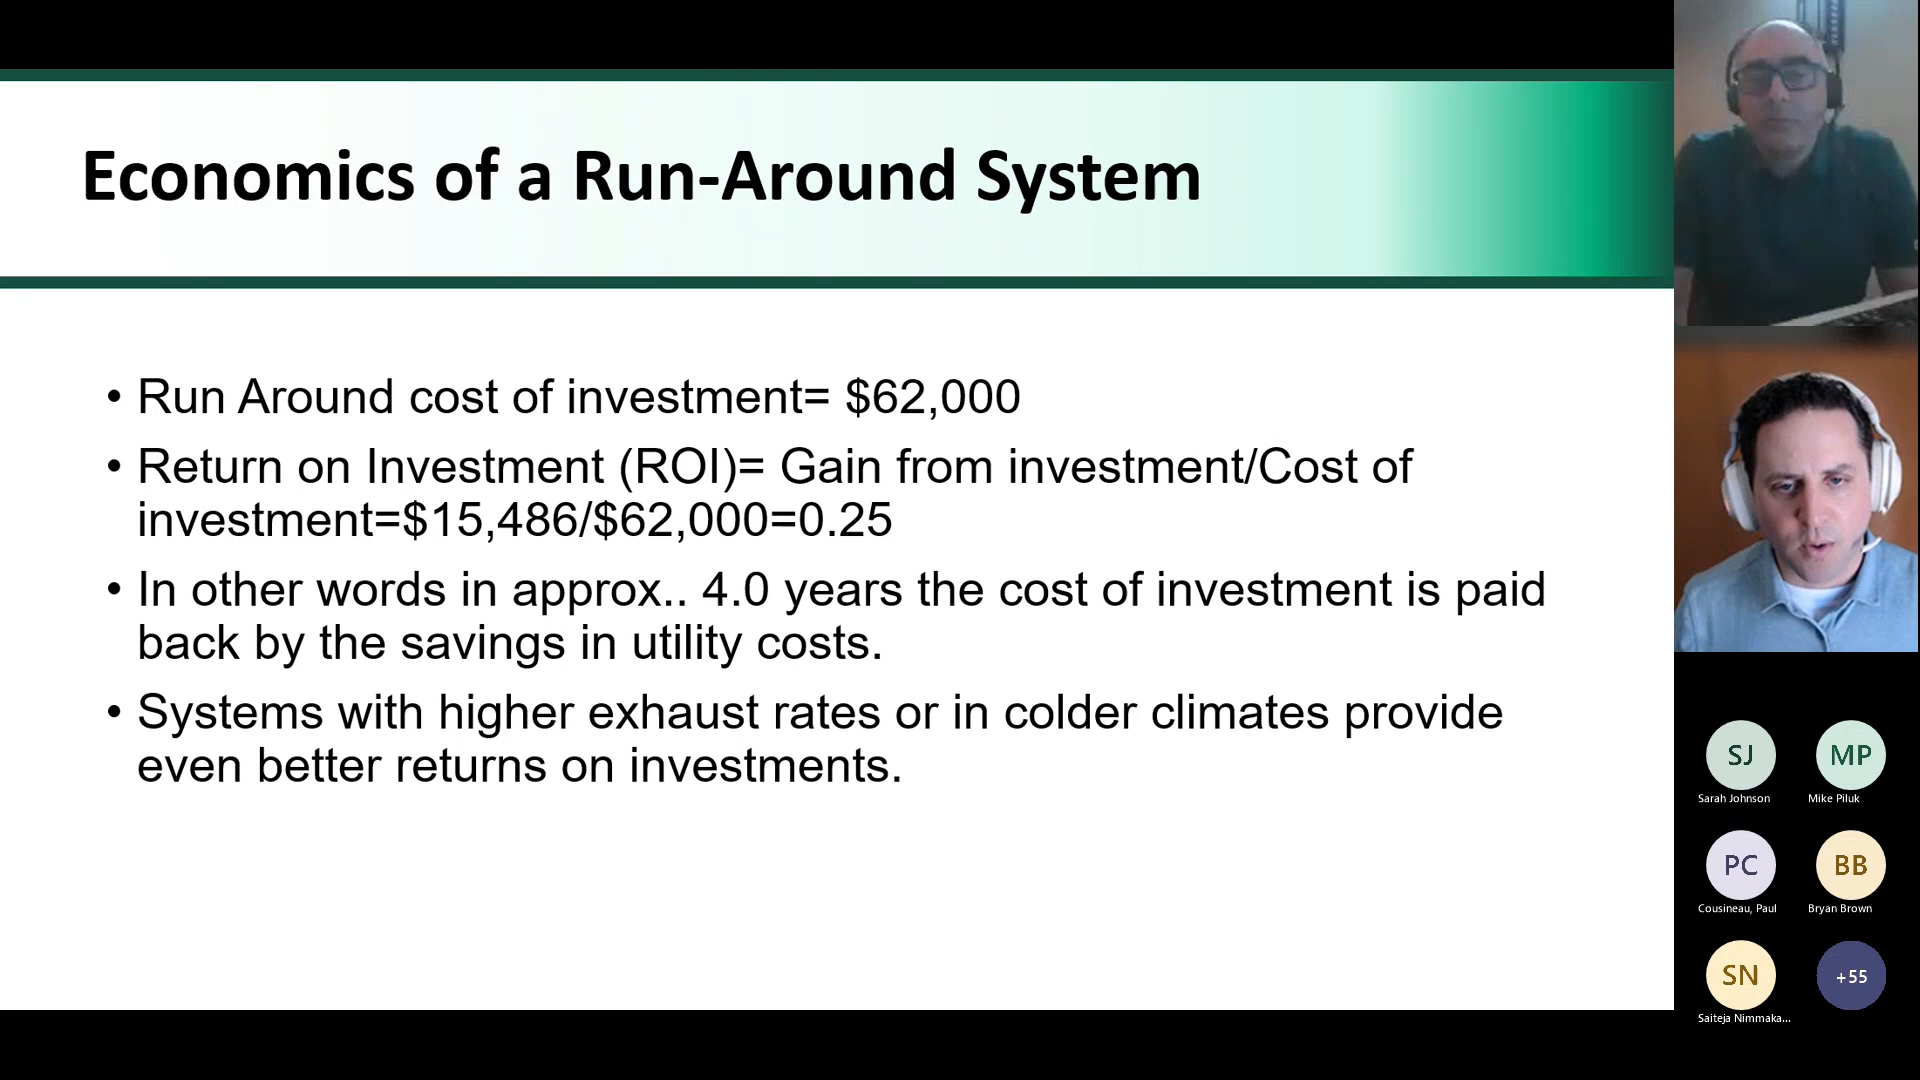 Economics of a Run-Around System
• Run Around cost of investment= $62,000
• Return on Investment (ROI)= Gain from investment/Cost of
investment=$15,486/$62,000=0.25
• In other words in approx.. 4.0 years the cost of investment is paid
back by the savings in utility costs.
• Systems with higher exhaust rates or in colder climates provide
even better returns on investments.
SJ
Sarah Johnson
MP
Mike Piluk
PC
Cousineau, Paul
BB
Bryan Brown
SN
Saiteja Nimmaka...
+55